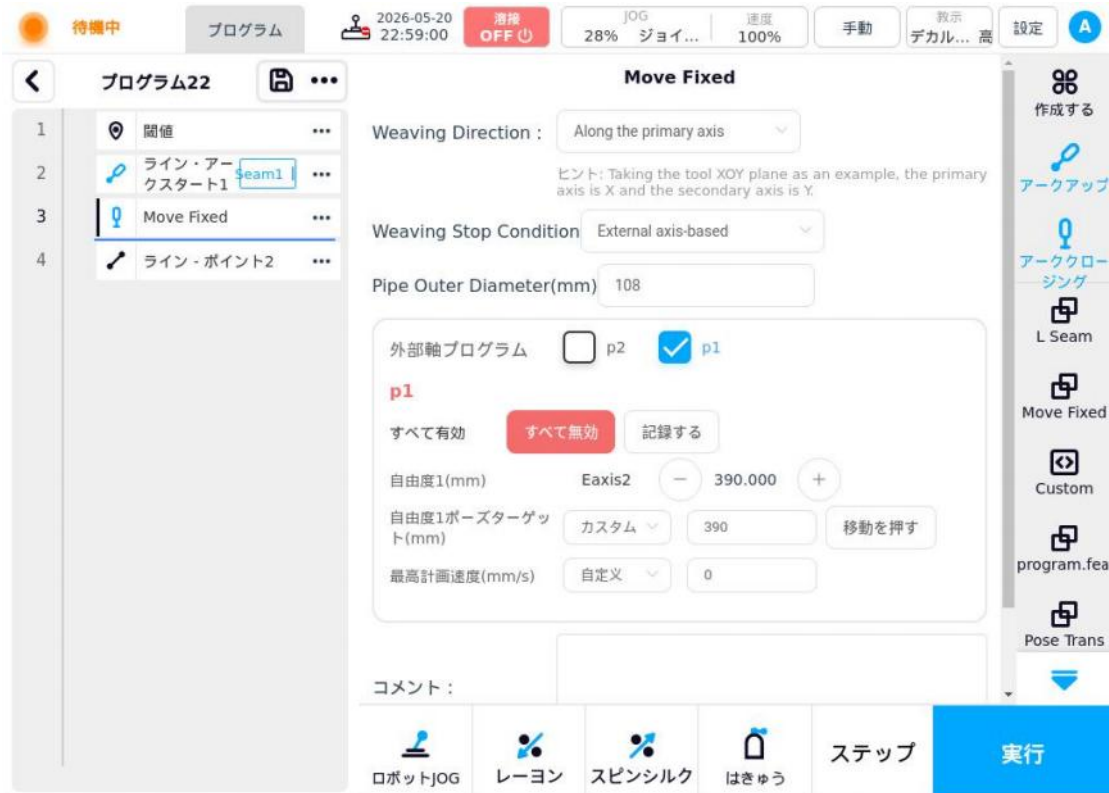 待機中
プログラム
2026-05-20
22:59:00
溶接
OFF
JOG
28% ジョイ...
速度
100%
手動
教示
デカル... 高
設定
A
プログラム22
•••
1 閾値 •••
2 ライン・アー
クスタート1 Seam1 •••
3 Move Fixed •••
4 ライン - ポイント2 •••
Move Fixed
Weaving Direction : Along the primary axis
ヒント: Taking the tool XOY plane as an example, the primary
axis is X and the secondary axis is Y.
Weaving Stop Condition External axis-based
Pipe Outer Diameter(mm) 108
外部軸プログラム p2 p1
p1
すべて有効 すべて無効 記録する
自由度1(mm) Eaxis2 − 390.000 +
自由度1ポーズターゲッ
ト(mm) カスタム 390 移動を押す
最高計画速度(mm/s) 自定义 0
コメント :
作成する
アークアップ
アーククロー
ジング
L Seam
Move Fixed
Custom
program.fea
Pose Trans
ロボットJOG
レーヨン
スピンシルク
はきゅう
ステップ
実行